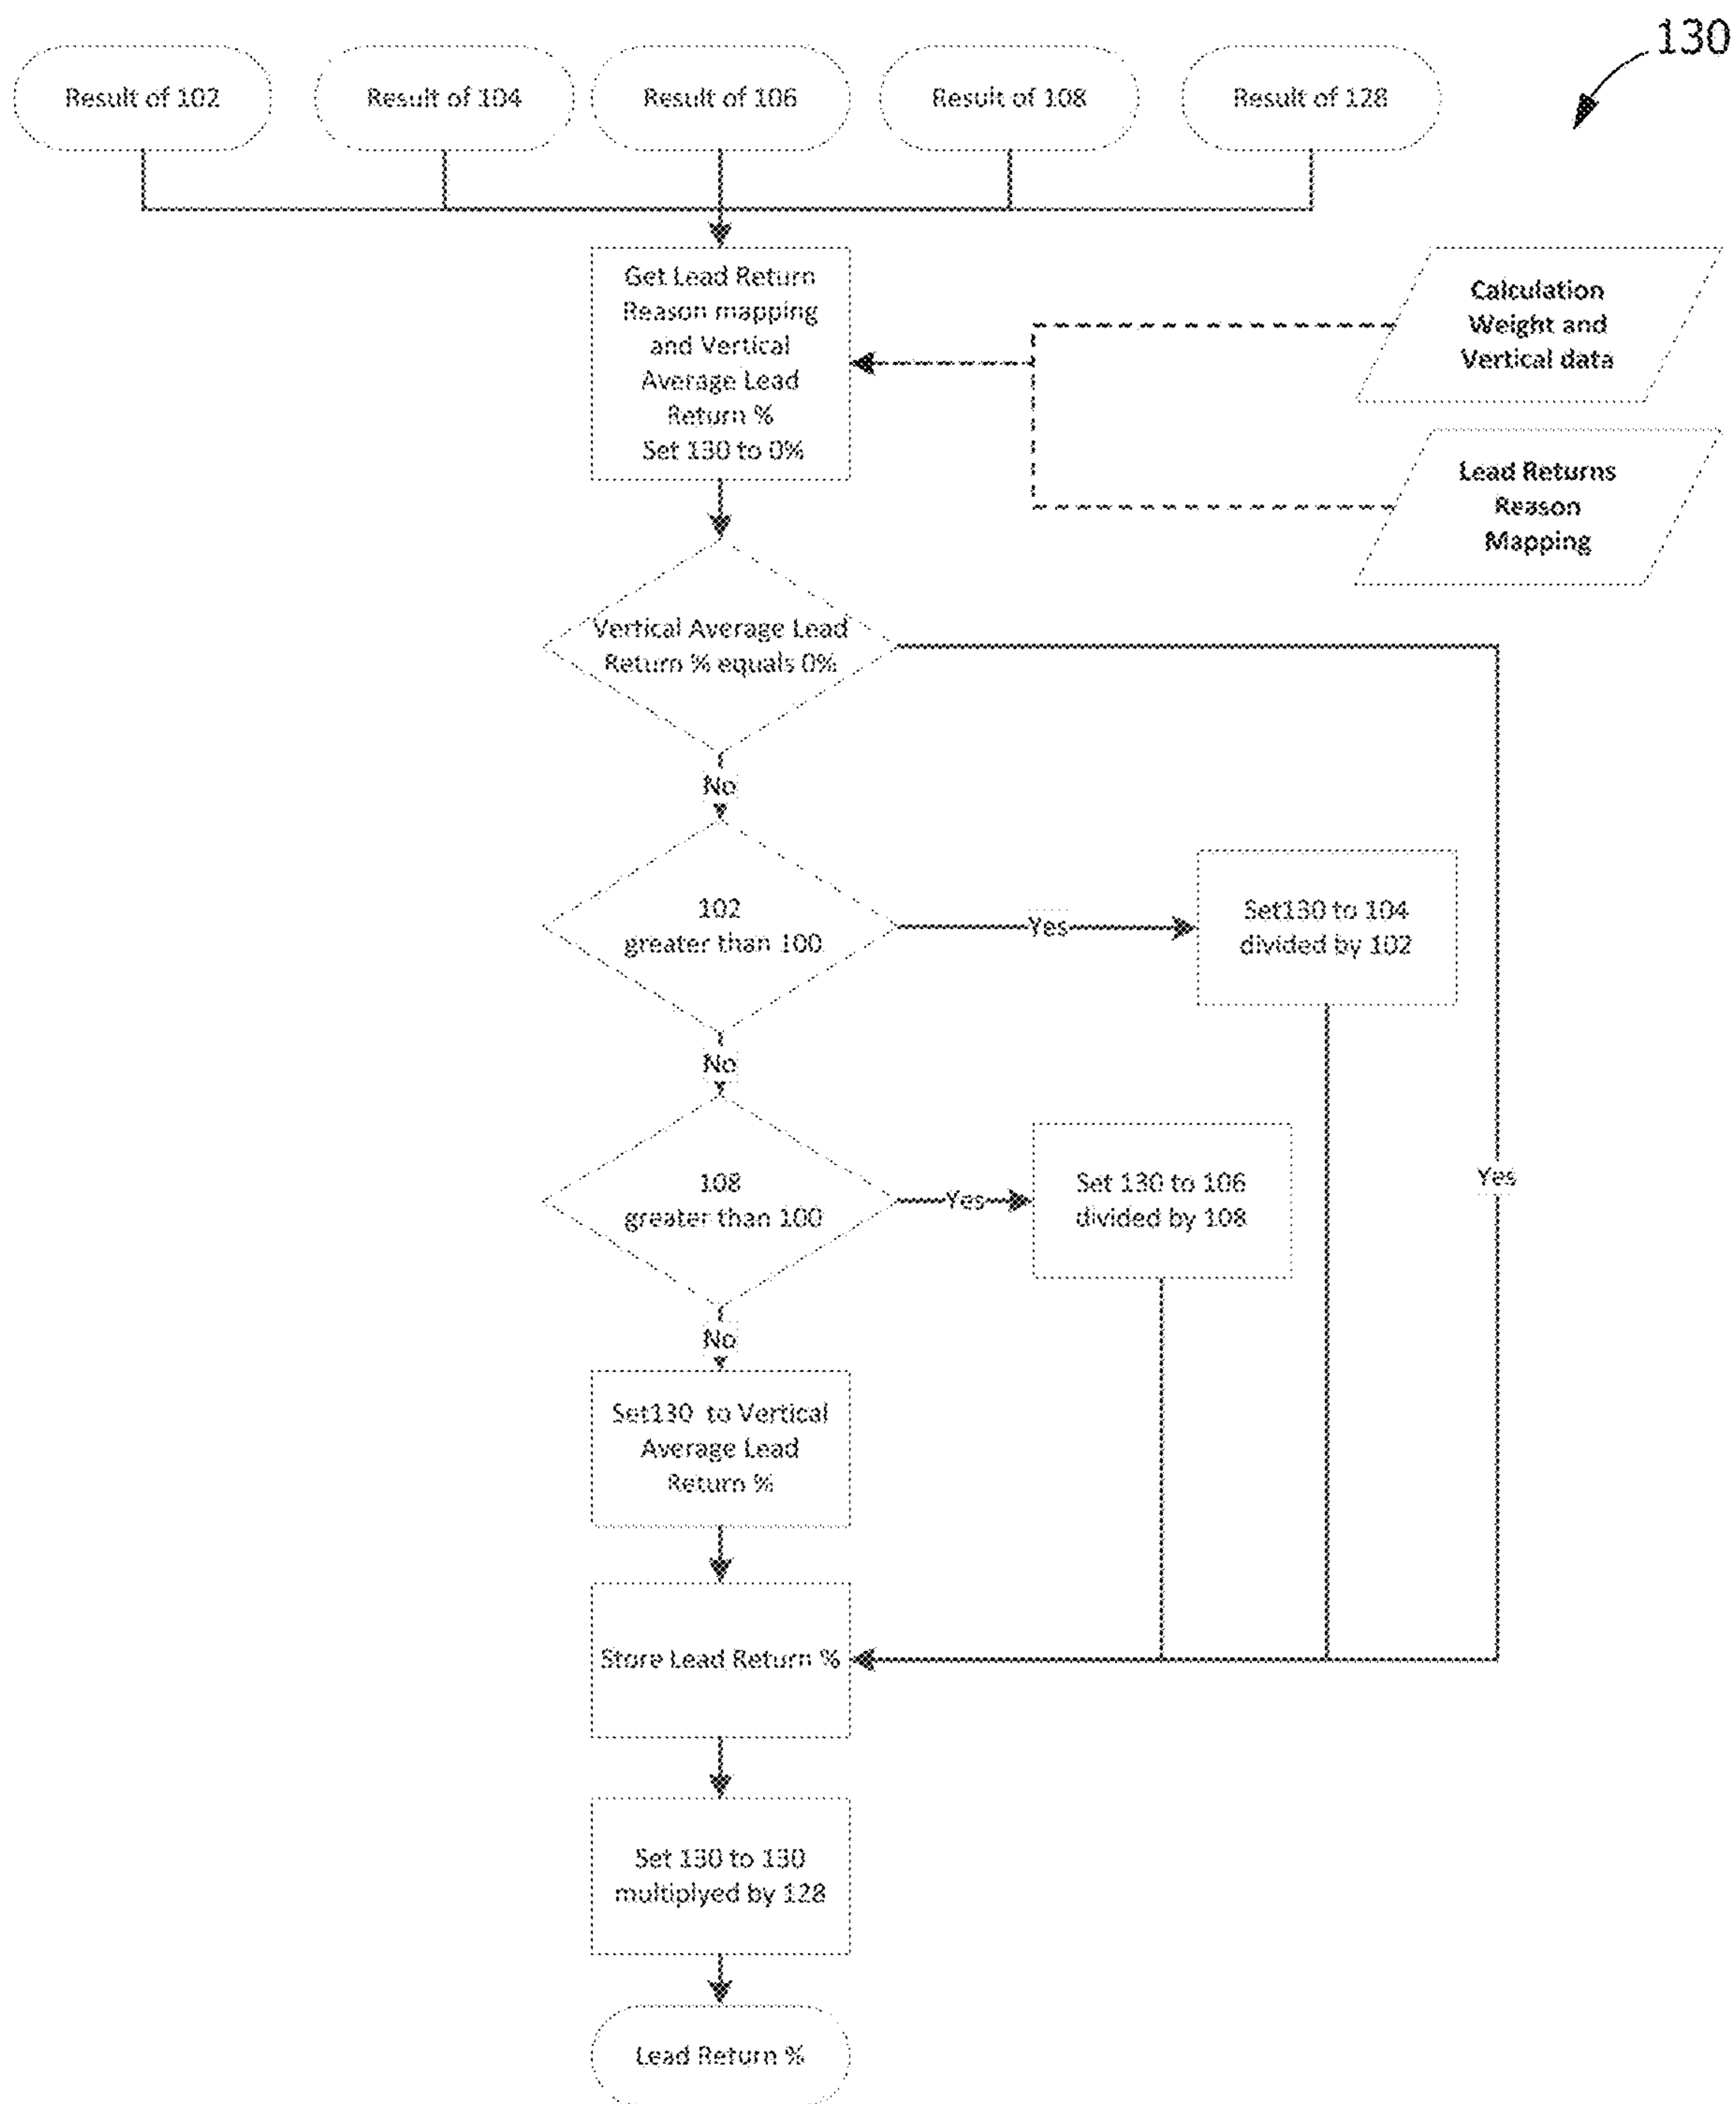 130
Result of 102
Result of 104
Result of 106
Result of 108
Result of 128
Get Lead Return
Reason mapping
and Vertical
Average Lead
Return %
Set 130 to 0%
Calculation
Weight and
Vertical data
Lead Returns
Reason
Mapping
Vertical Average Lead
Return % equals 0%
No
102
greater than 100
Yes
Set130 to 104
divided by 102
No
108
greater than 100
Yes
Set 130 to 106
divided by 108
Yes
No
Set130 to Vertical
Average Lead
Return %
Store Lead Return %
Set 130 to 130
multiplyed by 128
Lead Return %